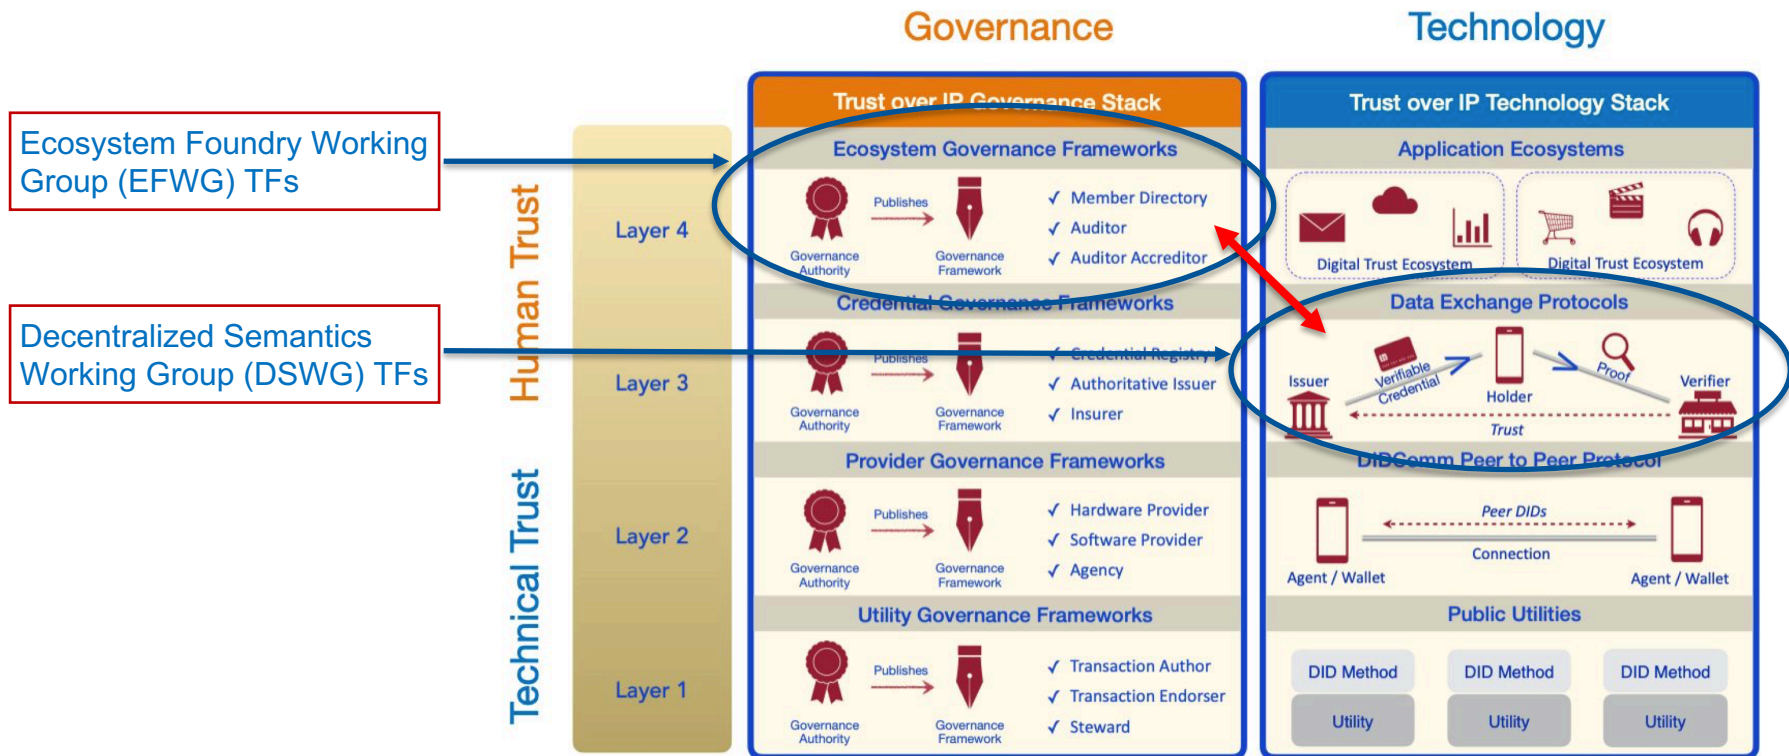 Governance
Technology
Ecosystem Foundry Working
Group (EFWG) TFs
Decentralized Semantics
Working Group (DSWG) TFs
Human Trust
Technical Trust
Layer 4
Layer 3
Layer 2
Layer 1
Trust over IP Governance Stack
Ecosystem Governance Frameworks
Publishes
Governance
Authority
Governance
Framework
✓ Member Directory
✓ Auditor
✓ Auditor Accreditor
Credential Governance Frameworks
Publishes
Governance
Authority
Governance
Framework
✓ Credential Registry
✓ Authoritative Issuer
✓ Insurer
Provider Governance Frameworks
Publishes
Governance
Authority
Governance
Framework
✓ Hardware Provider
✓ Software Provider
✓ Agency
Utility Governance Frameworks
Publishes
Governance
Authority
Governance
Framework
✓ Transaction Author
✓ Transaction Endorser
✓ Steward
Trust over IP Technology Stack
Application Ecosystems
Digital Trust Ecosystem
Digital Trust Ecosystem
Data Exchange Protocols
Issuer
Verifiable
Credential
Holder
Proof
Verifier
Trust
DIDComm Peer to Peer Protocol
Peer DIDs
Connection
Agent / Wallet
Agent / Wallet
Public Utilities
DID Method
DID Method
DID Method
Utility
Utility
Utility